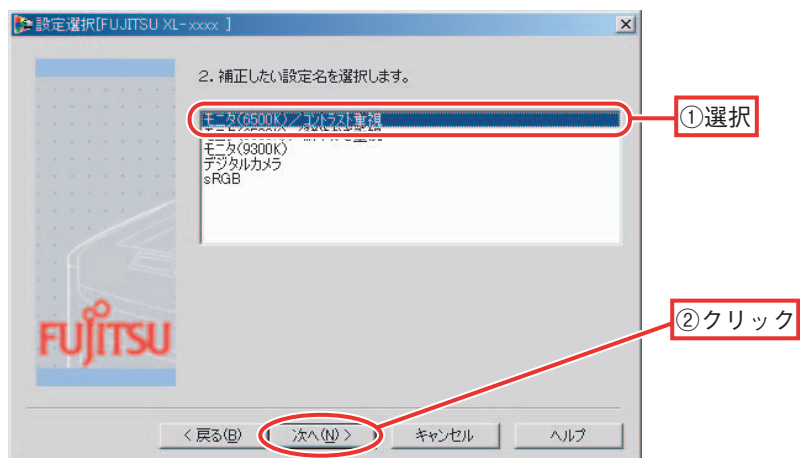 設定選択[FUJITSU XL-xxxx ]
2. 補正したい設定名を選択します。
モニタ(6500K)／コントラスト重視
モニタ(9300K)
デジタルカメラ
sRGB
①選択
②クリック
FUJITSU
< 戻る(B)
次へ(N) >
キャンセル
ヘルプ